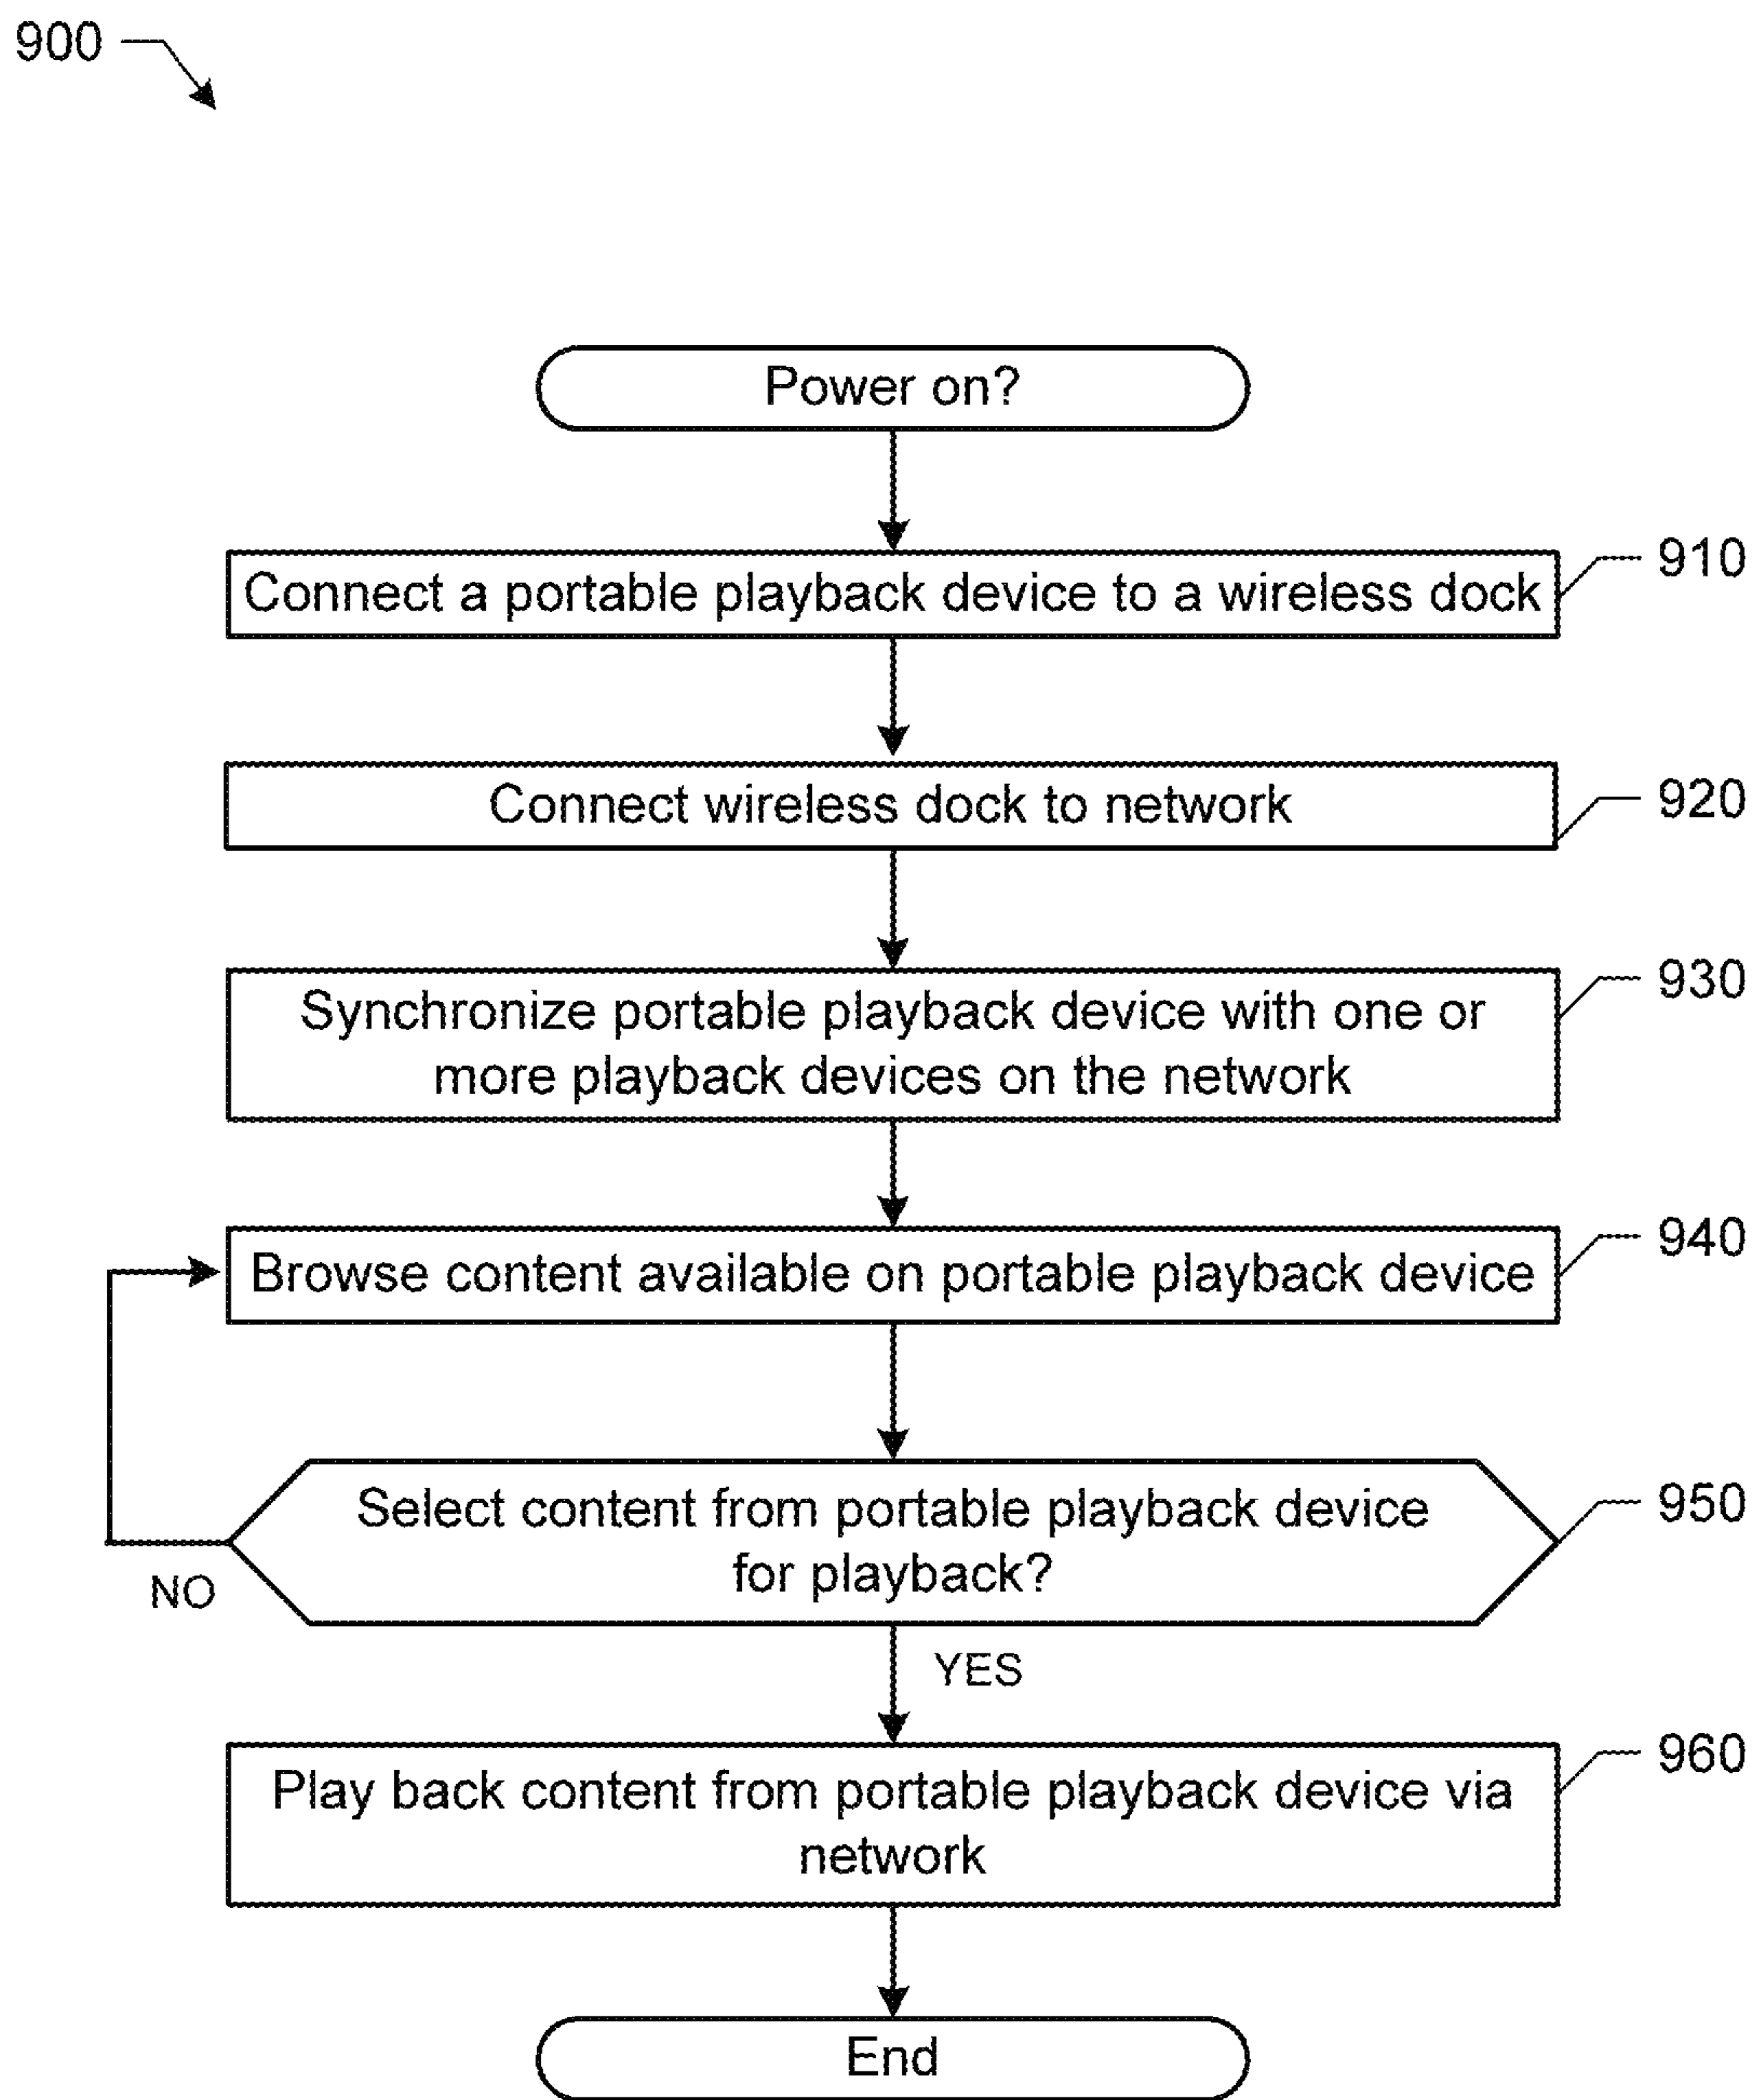 900
Power on?
Connect a portable playback device to a wireless dock
910
Connect wireless dock to network
920
Synchronize portable playback device with one or
more playback devices on the network
930
Browse content available on portable playback device
940
Select content from portable playback device
for playback?
950
NO
YES
Play back content from portable playback device via
network
960
End